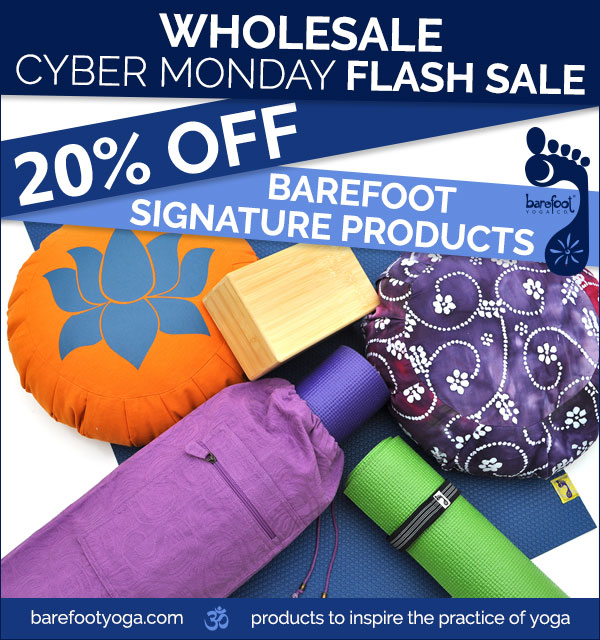 WHOLESALE
CYBER MONDAY FLASH SALE
20% OFF
BAREFOOT
SIGNATURE PRODUCTS
barefoot
YOGA CO.
barefootyoga.com ॐ products to inspire the practice of yoga